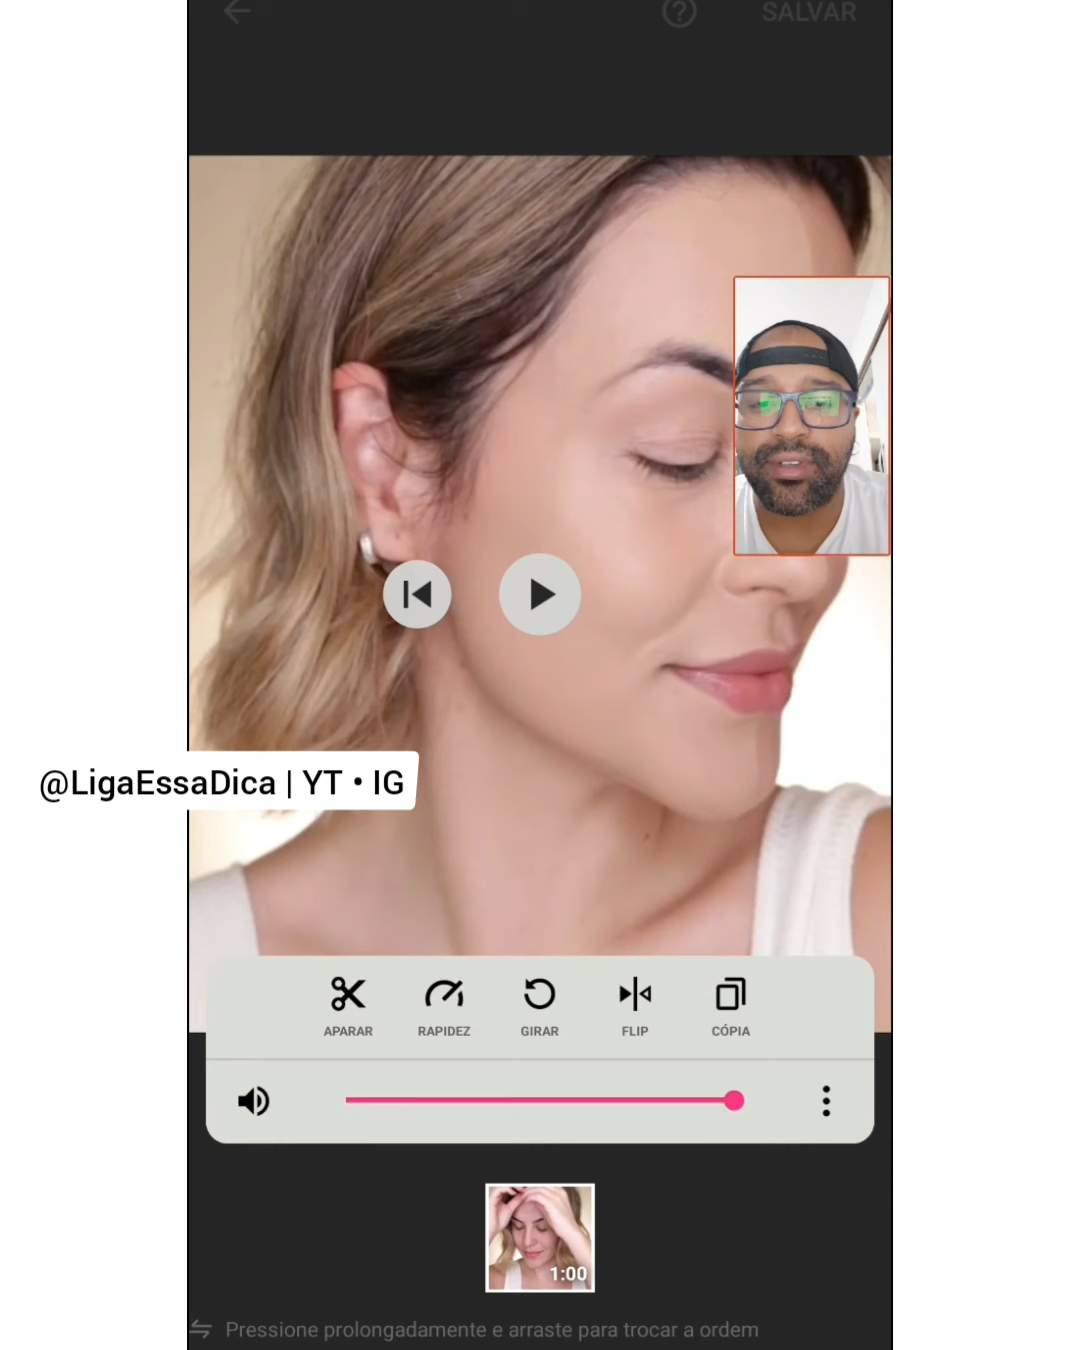 SALVAR
@LigaEssaDica | YT • IG
APARAR RAPIDEZ GIRAR FLIP CÓPIA
1:00
Pressione prolongadamente e arraste para trocar a ordem